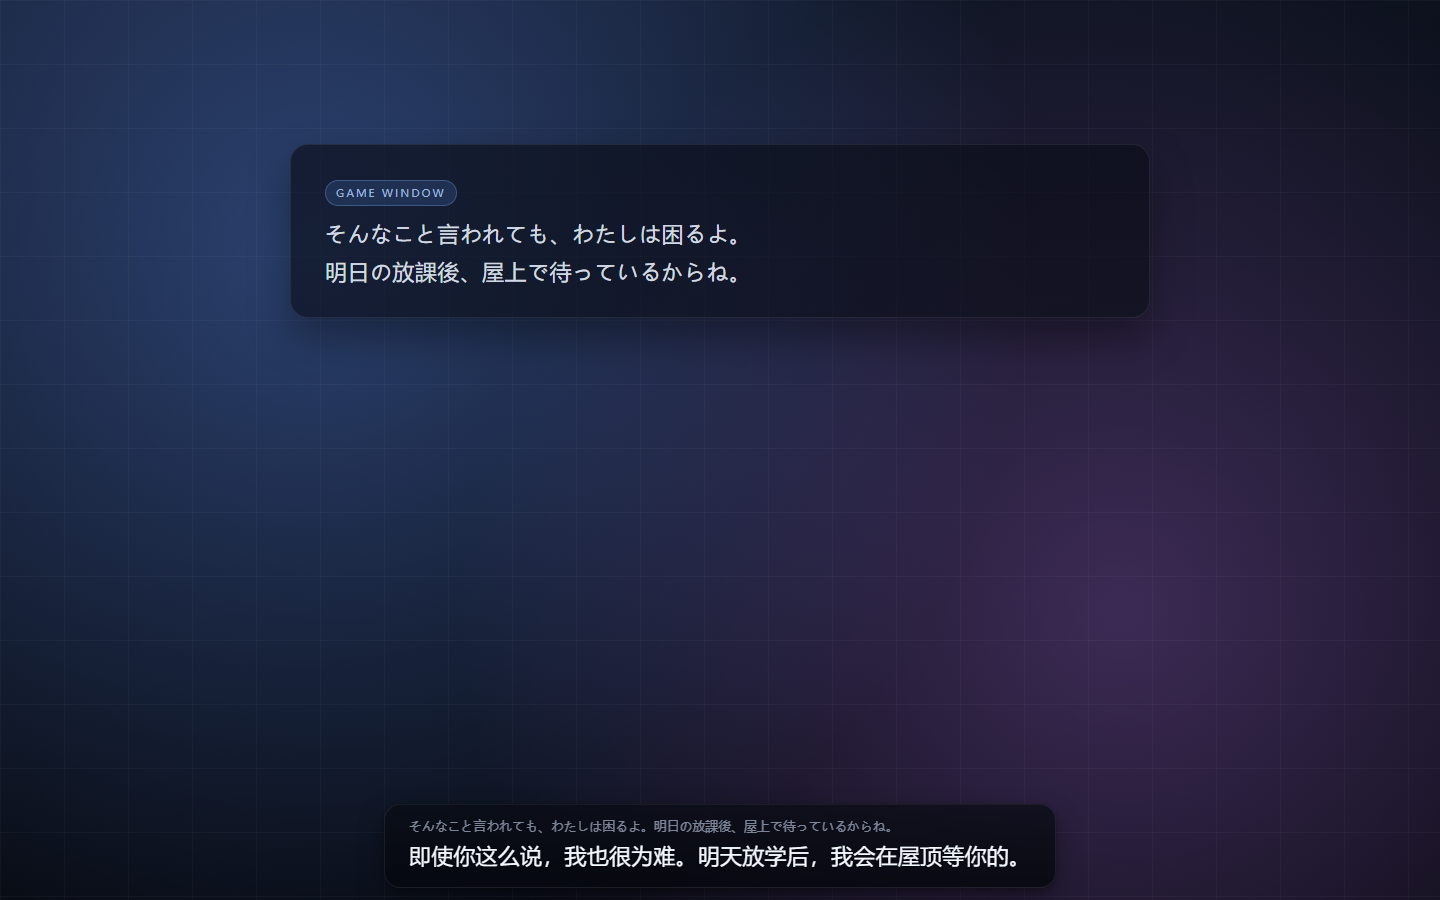 GAME WINDOW
そんなこと言われても、わたしは困るよ。
明日の放課後、屋上で待っているからね。
そんなこと言われても、わたしは困るよ。明日の放課後、屋上で待っているからね。
即使你这么说，我也很为难。明天放学后，我会在屋顶等你的。